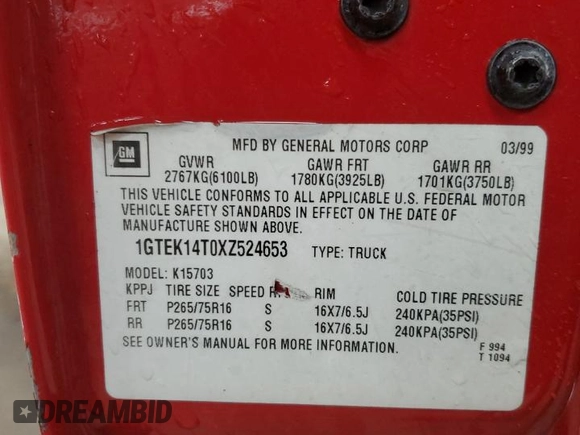 GM
MFD BY GENERAL MOTORS CORP 03/99
GVWR GAWR FRT GAWR RR
2767KG(6100LB) 1780KG(3925LB) 1701KG(3750LB)
THIS VEHICLE CONFORMS TO ALL APPLICABLE U.S. FEDERAL MOTOR
VEHICLE SAFETY STANDARDS IN EFFECT ON THE DATE OF
MANUFACTURE SHOWN ABOVE.
1GTEK14T0XZ524653 TYPE: TRUCK
MODEL: K15703
KPPJ TIRE SIZE SPEED RIM COLD TIRE PRESSURE
FRT P265/75R16 S 16X7/6.5J 240KPA(35PSI)
RR P265/75R16 S 16X7/6.5J 240KPA(35PSI)
SEE OWNER'S MANUAL FOR MORE INFORMATION. F 994
T 1094
DREAMBID